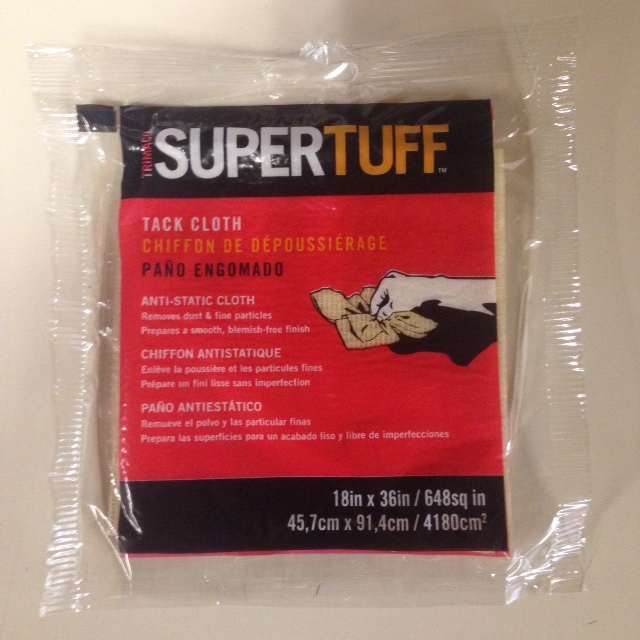 TRIMACO
SUPERTUFF™
TACK CLOTH
CHIFFON DE DÉPOUSSIÉRAGE
PAÑO ENGOMADO
ANTI-STATIC CLOTH
Removes dust & fine particles
Prepares a smooth, blemish-free finish
CHIFFON ANTISTATIQUE
Enlève la poussière et les particules fines
Prépare un fini lisse sans imperfection
PAÑO ANTIESTÁTICO
Remueve el polvo y las particular finas
Prepara las superficies para un acabado liso y libre de imperfecciones
18in x 36in / 648sq in
45,7cm x 91,4cm / 4180cm²